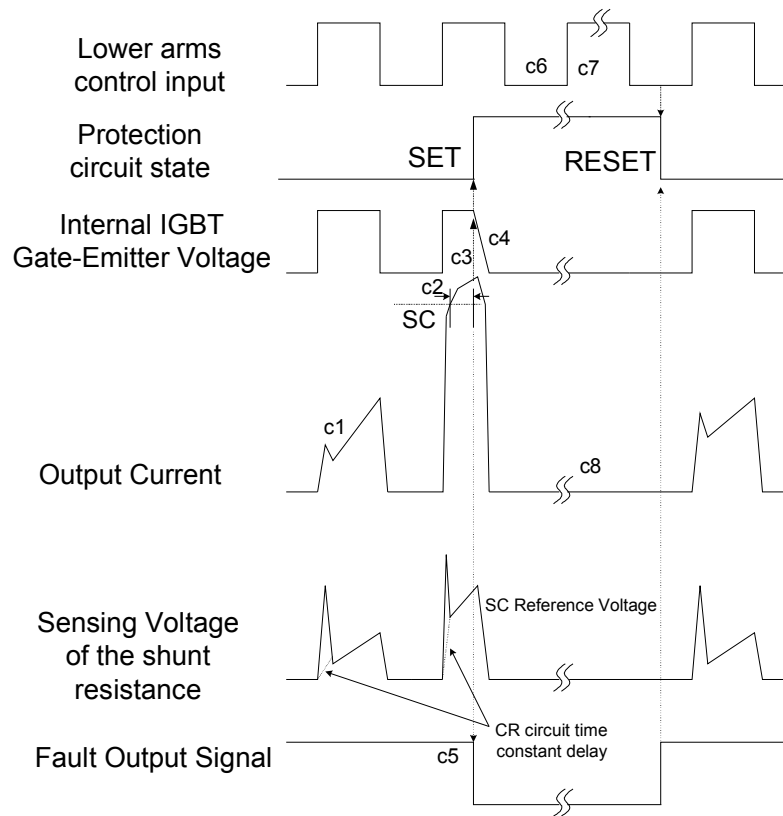 Lower arms
control input
c6
c7
Protection
circuit state
SET
RESET
Internal IGBT
Gate-Emitter Voltage
c3
c4
c2
SC
c1
Output Current
c8
SC Reference Voltage
Sensing Voltage
of the shunt
resistance
CR circuit time
constant delay
Fault Output Signal
c5